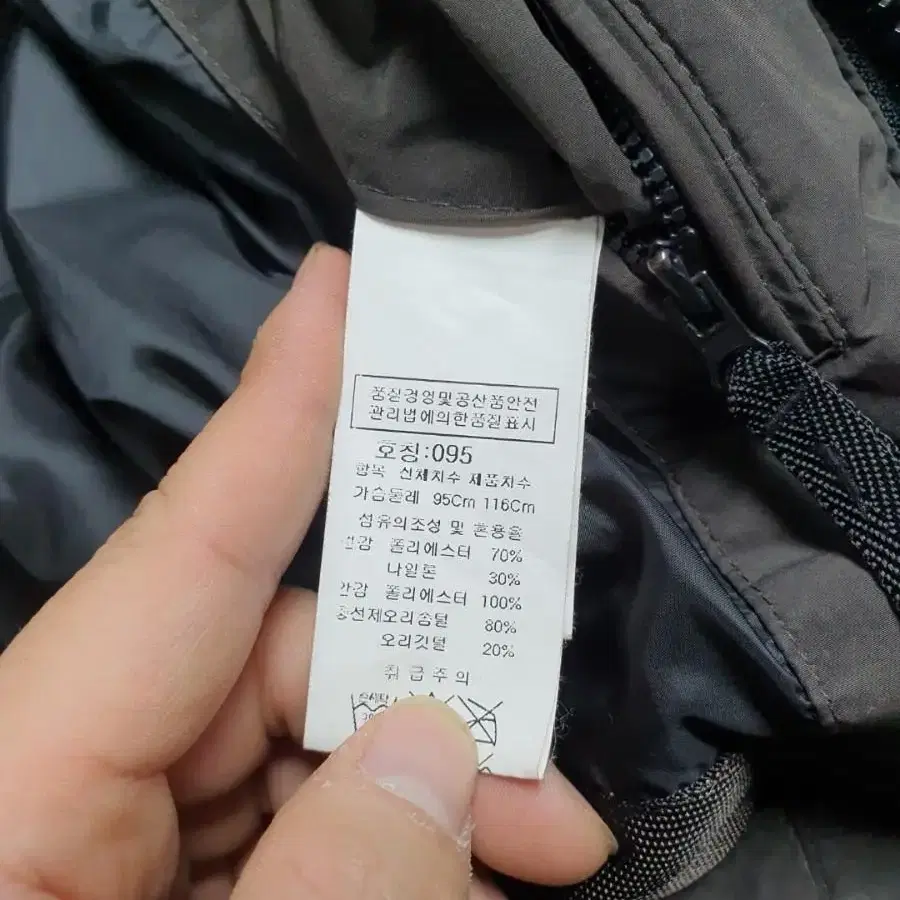 품질경영및공산품안전
관리법에의한품질표시
호칭:095
항목 신체치수 제품치수
가슴둘레 95Cm 116Cm
섬유의조성 및 혼용율
폴리에스터 70%
나일론 30%
안감 폴리에스터 100%
충전제오리솜털 80%
오리깃털 20%
취급주의
손세탁